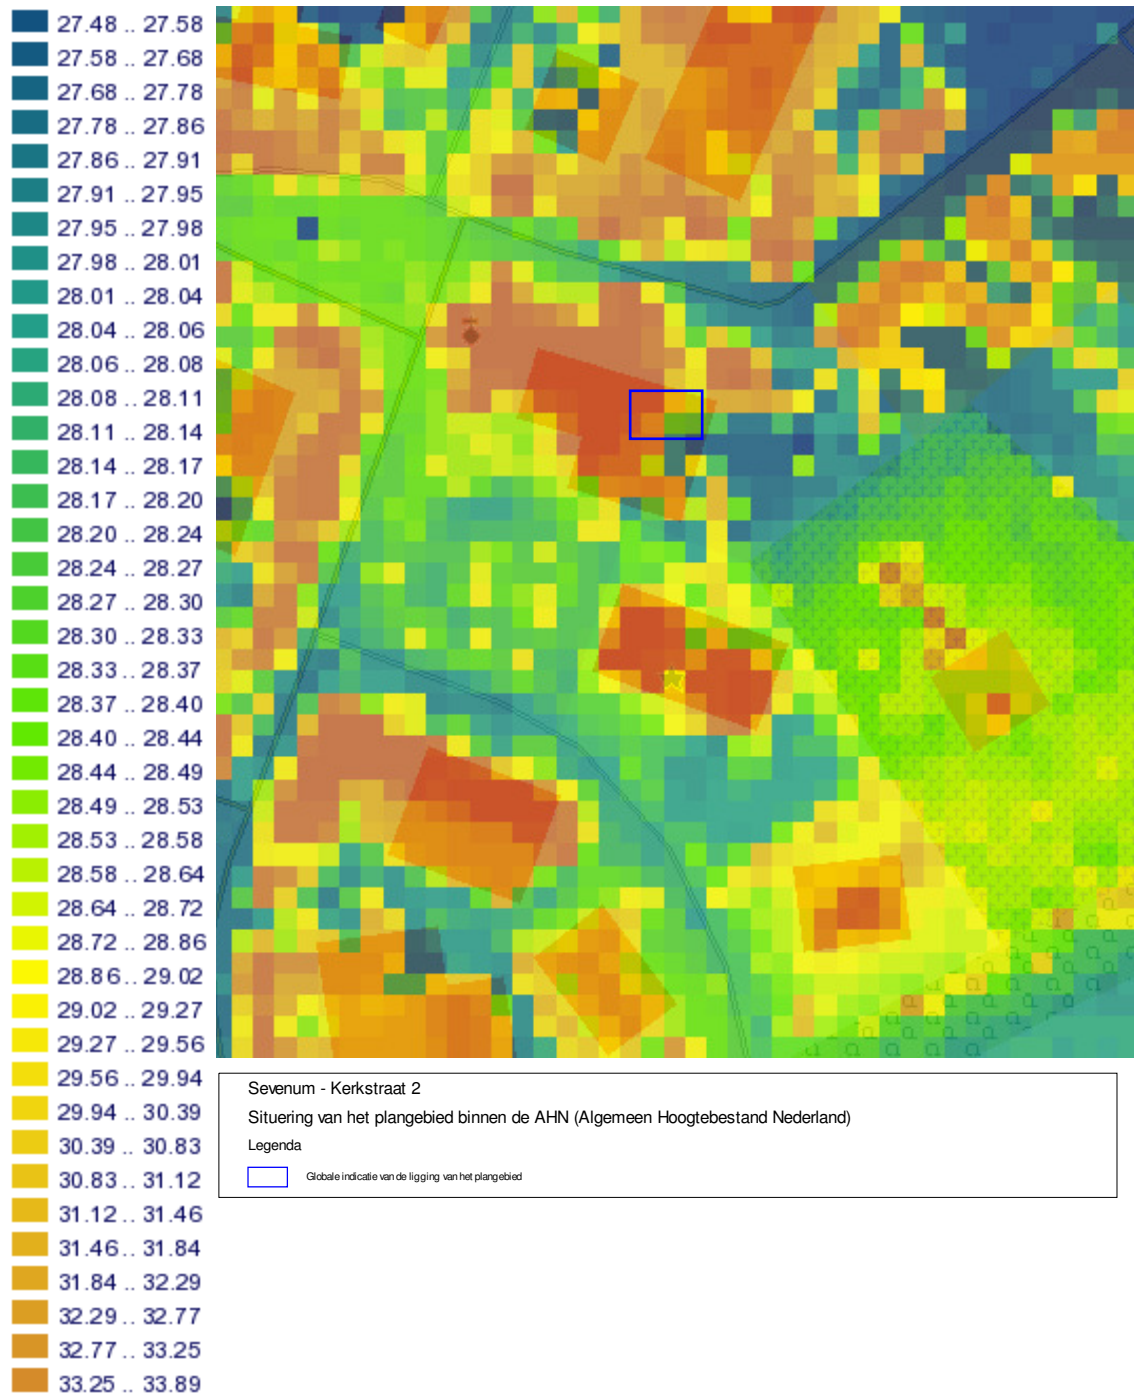 27.48 .. 27.58
27.58 .. 27.68
27.68 .. 27.78
27.78 .. 27.86
27.86 .. 27.91
27.91 .. 27.95
27.95 .. 27.98
27.98 .. 28.01
28.01 .. 28.04
28.04 .. 28.06
28.06 .. 28.08
28.08 .. 28.11
28.11 .. 28.14
28.14 .. 28.17
28.17 .. 28.20
28.20 .. 28.24
28.24 .. 28.27
28.27 .. 28.30
28.30 .. 28.33
28.33 .. 28.37
28.37 .. 28.40
28.40 .. 28.44
28.44 .. 28.49
28.49 .. 28.53
28.53 .. 28.58
28.58 .. 28.64
28.64 .. 28.72
28.72 .. 28.86
28.86 .. 29.02
29.02 .. 29.27
29.27 .. 29.56
29.56 .. 29.94
29.94 .. 30.39
30.39 .. 30.83
30.83 .. 31.12
31.12 .. 31.46
31.46 .. 31.84
31.84 .. 32.29
32.29 .. 32.77
32.77 .. 33.25
33.25 .. 33.89
Sevenum - Kerkstraat 2
Situering van het plangebied binnen de AHN (Algemeen Hoogtebestand Nederland)
Legenda
Globale indicatie van de ligging van het plangebied